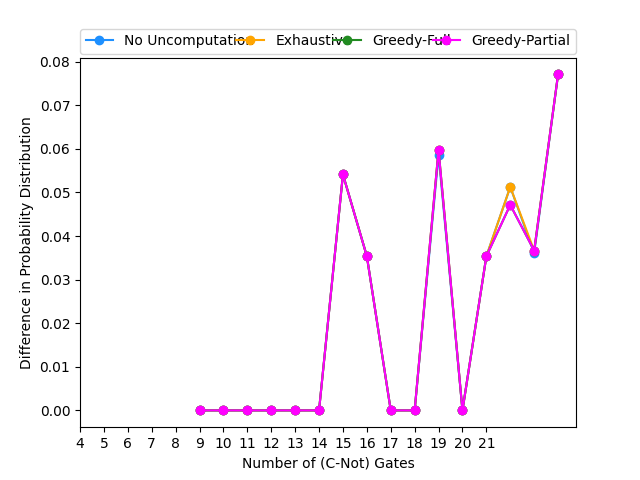 No Uncomputation Exhaustive Greedy-Full Greedy-Partial
0.08
0.07
0.06
0.05
0.04
0.03
0.02
0.01
0.00
Difference in Probability Distribution
4 5 6 7 8 9 10 11 12 13 14 15 16 17 18 19 20 21
Number of (C-Not) Gates